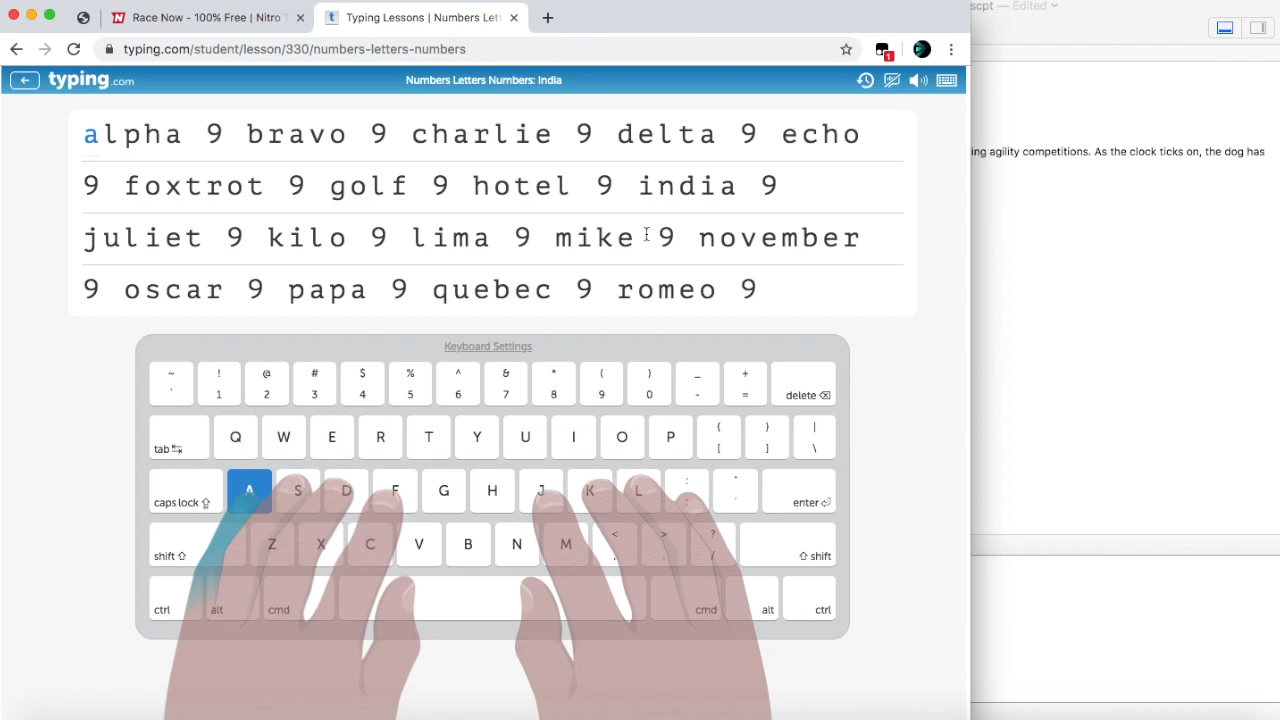 scpt — Edited
Race Now - 100% Free | Nitro T
Typing Lessons | Numbers Let
typing.com/student/lesson/330/numbers-letters-numbers
1
typing.com
Numbers Letters Numbers: India
alpha 9 bravo 9 charlie 9 delta 9 echo
9 foxtrot 9 golf 9 hotel 9 india 9
juliet 9 kilo 9 lima 9 mike 9 november
9 oscar 9 papa 9 quebec 9 romeo 9
ing agility competitions. As the clock ticks on, the dog has
Keyboard Settings
~ ! @ # $ % ^ & * ( ) _ +
` 1 2 3 4 5 6 7 8 9 0 - = delete
tab Q W E R T Y U I O P { [ } ] | \
caps lock A S D F G H J K L : ; " ' enter
shift Z X C V B N M < , > . ? / shift
ctrl alt cmd cmd alt ctrl